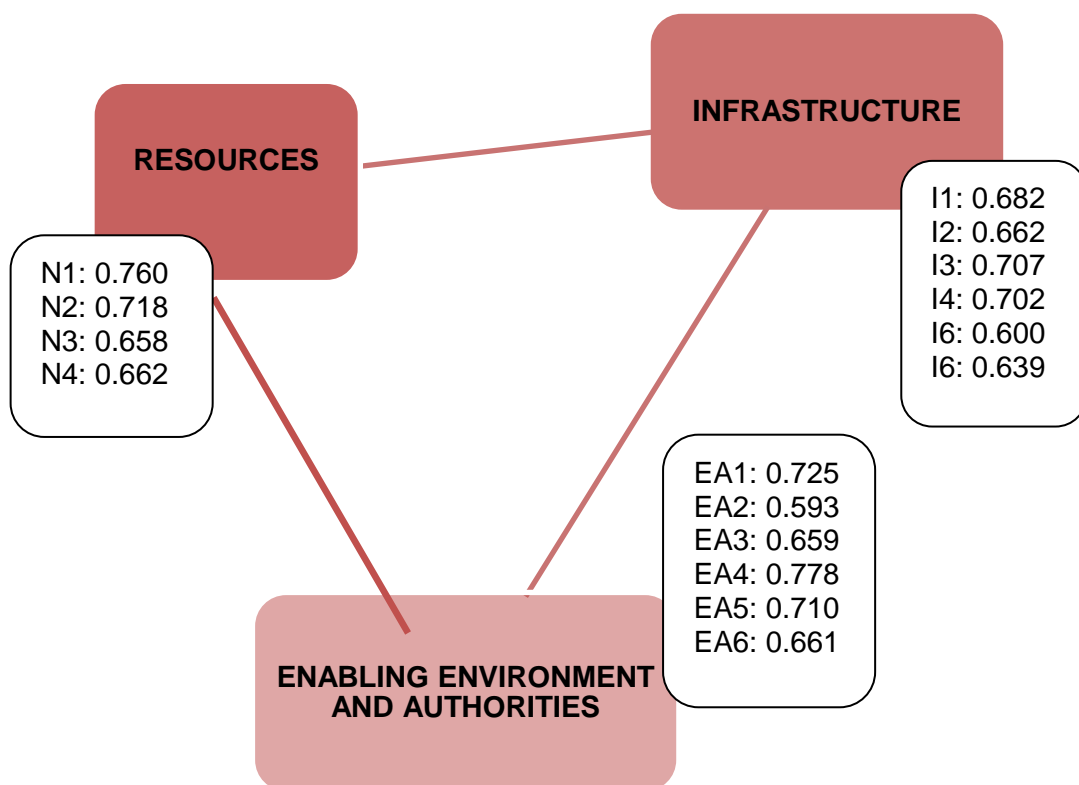 RESOURCES
N1: 0.760
N2: 0.718
N3: 0.658
N4: 0.662
INFRASTRUCTURE
I1: 0.682
I2: 0.662
I3: 0.707
I4: 0.702
I6: 0.600
I6: 0.639
EA1: 0.725
EA2: 0.593
EA3: 0.659
EA4: 0.778
EA5: 0.710
EA6: 0.661
ENABLING ENVIRONMENT
AND AUTHORITIES